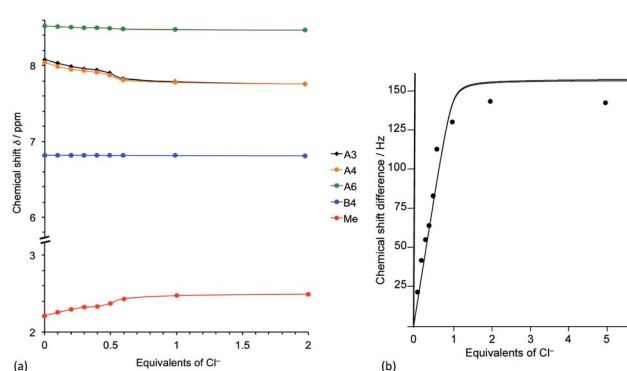 8
7
6
3
2
0
0.5
1
1.5
2
Chemical shift δ / ppm
Equivalents of Cl⁻
(a)
A3
A4
A6
B4
Me
150
125
100
75
50
25
0
1
2
3
4
5
Chemical shift difference / Hz
Equivalents of Cl⁻
(b)